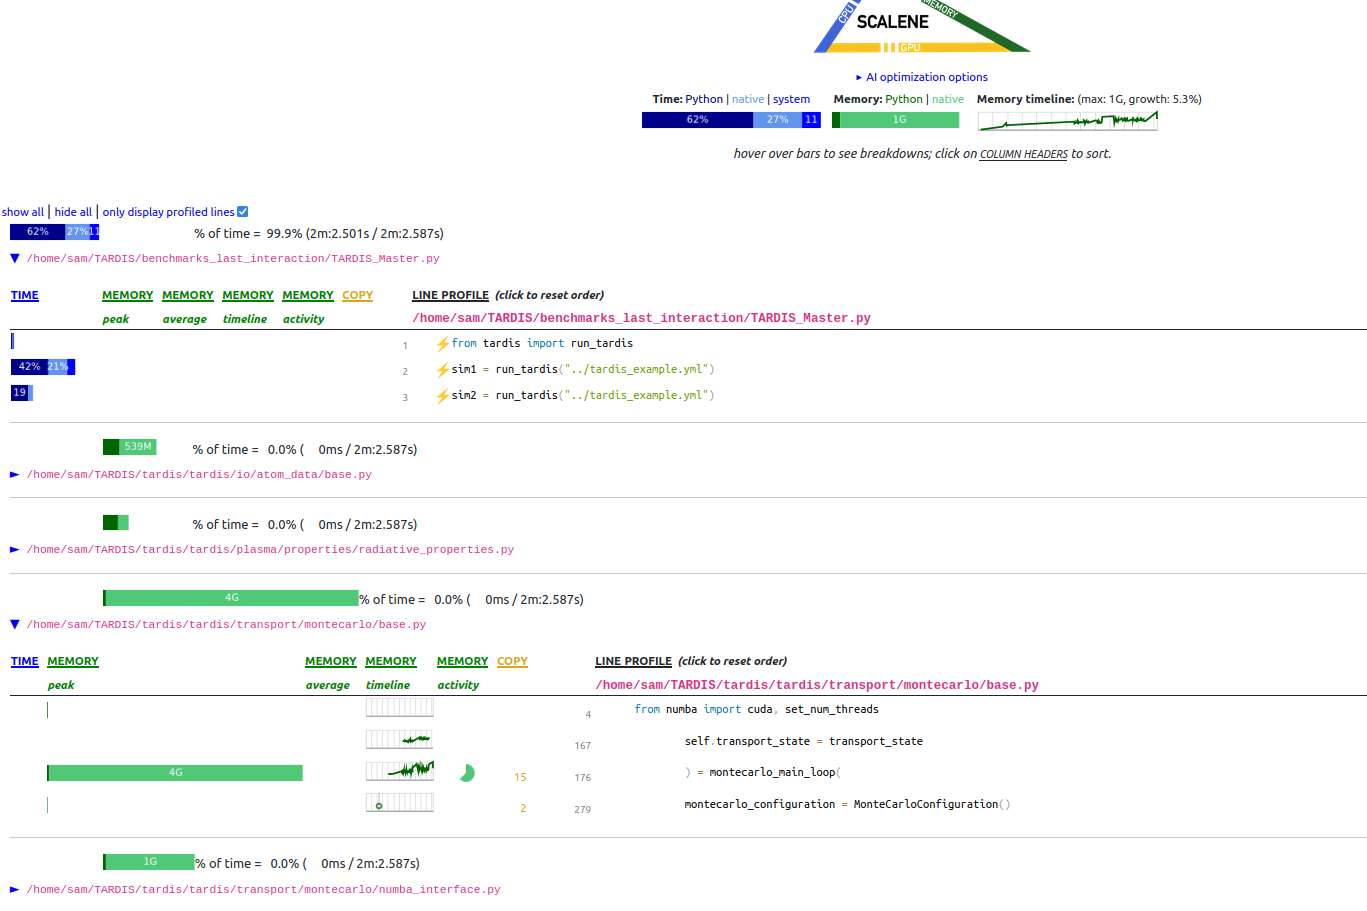 CPU
MEMORY
SCALENE
GPU
► AI optimization options
Time: Python | native | system
Memory: Python | native
Memory timeline: (max: 1G, growth: 5.3%)
62% 27% 11
1G
hover over bars to see breakdowns; click on COLUMN HEADERS to sort.
show all | hide all | only display profiled lines
62% 27% 11 % of time = 99.9% (2m:2.501s / 2m:2.587s)
▼ /home/sam/TARDIS/benchmarks_last_interaction/TARDIS_Master.py
TIME MEMORY MEMORY MEMORY MEMORY COPY LINE PROFILE (click to reset order)
peak average timeline activity /home/sam/TARDIS/benchmarks_last_interaction/TARDIS_Master.py
1 ⚡from tardis import run_tardis
42% 21% 2 ⚡sim1 = run_tardis("../tardis_example.yml")
19 3 ⚡sim2 = run_tardis("../tardis_example.yml")
539M % of time = 0.0% ( 0ms / 2m:2.587s)
► /home/sam/TARDIS/tardis/tardis/io/atom_data/base.py
% of time = 0.0% ( 0ms / 2m:2.587s)
► /home/sam/TARDIS/tardis/tardis/plasma/properties/radiative_properties.py
4G % of time = 0.0% ( 0ms / 2m:2.587s)
▼ /home/sam/TARDIS/tardis/tardis/transport/montecarlo/base.py
TIME MEMORY MEMORY MEMORY MEMORY COPY LINE PROFILE (click to reset order)
peak average timeline activity /home/sam/TARDIS/tardis/tardis/transport/montecarlo/base.py
4 from numba import cuda, set_num_threads
167 self.transport_state = transport_state
4G 15 176 ) = montecarlo_main_loop(
2 279 montecarlo_configuration = MonteCarloConfiguration()
1G % of time = 0.0% ( 0ms / 2m:2.587s)
► /home/sam/TARDIS/tardis/tardis/transport/montecarlo/numba_interface.py